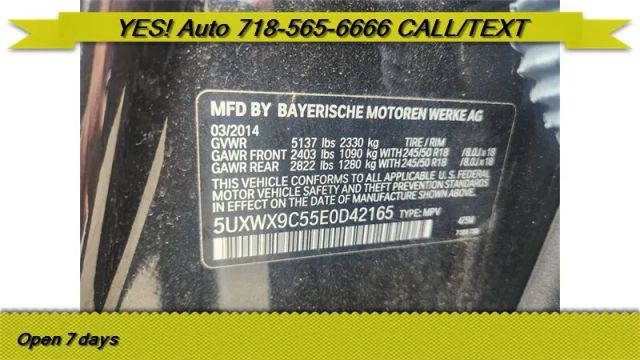 YES! Auto 718-565-6666 CALL/TEXT
MFD BY BAYERISCHE MOTOREN WERKE AG
03/2014
GVWR 5137 lbs 2330 kg TIRE / RIM
GAWR FRONT 2403 lbs 1090 kg WITH 245/50 R18 / 8.0J x 18
GAWR REAR 2822 lbs 1280 kg WITH 245/50 R18 / 8.0J x 18
THIS VEHICLE CONFORMS TO ALL APPLICABLE U. S. FEDERAL
MOTOR VEHICLE SAFETY AND THEFT PREVENTION STANDARDS IN
EFFECT ON THE DATE OF MANUFACTURE SHOWN ABOVE.
5UXWX9C55E0D42165 TYPE: MPV
Open 7 days